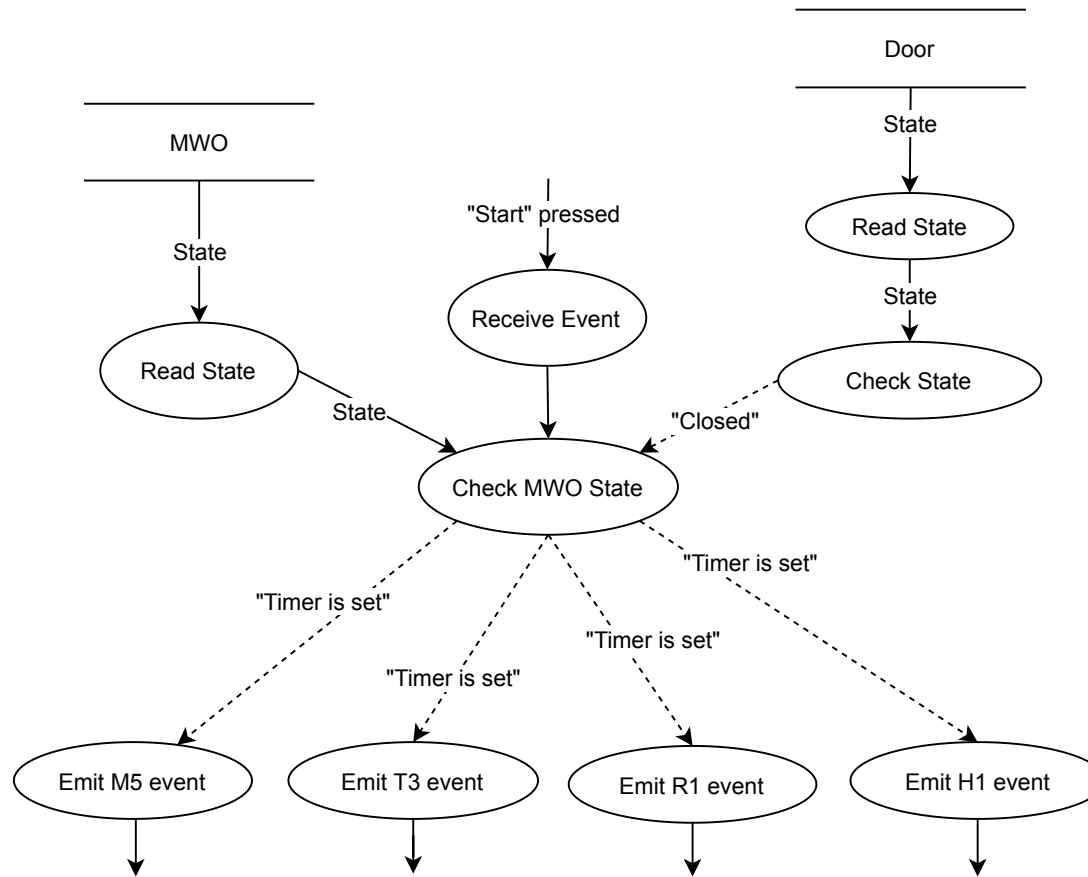 Door
State
MWO
"Start" pressed
Read State
State
State
Receive Event
Read State
Check State
State
"Closed"
Check MWO State
"Timer is set"
"Timer is set"
"Timer is set"
"Timer is set"
Emit M5 event
Emit T3 event
Emit R1 event
Emit H1 event